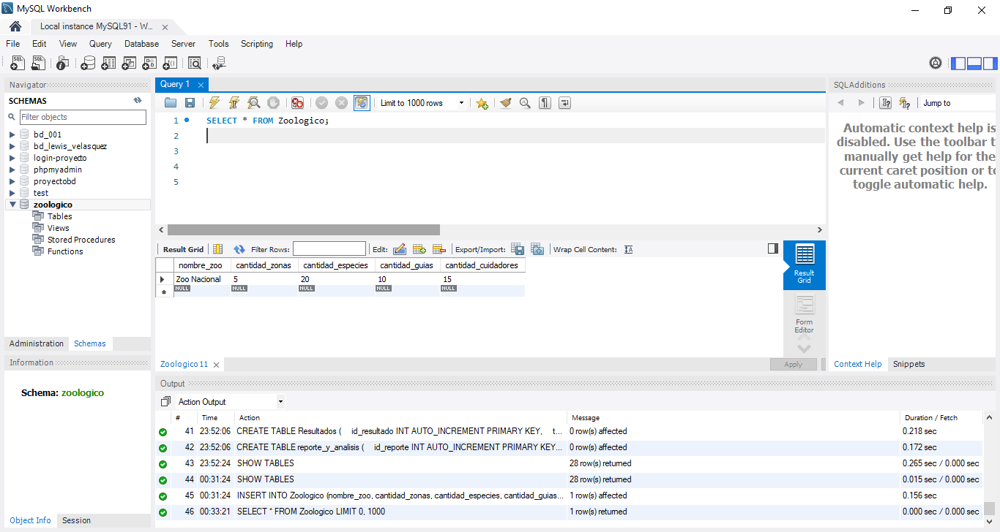 MySQL Workbench
Local instance MySQL91 - W...
File Edit View Query Database Server Tools Scripting Help
Navigator
SCHEMAS
Filter objects
bd_001
bd_lewis_velasquez
login-proyecto
phpmyadmin
proyectobd
test
zoologico
Tables
Views
Stored Procedures
Functions
Administration Schemas
Information
Schema: zoologico
Object Info Session
Query 1
Limit to 1000 rows
1 SELECT * FROM Zoologico;
2
3
4
5
Result Grid Filter Rows: Edit: Export/Import: Wrap Cell Content:
nombre_zoo cantidad_zonas cantidad_especies cantidad_guias cantidad_cuidadores
Zoo Nacional 5 20 10 15
NULL NULL NULL NULL NULL
Result
Grid
Form
Editor
Zoologico 11
Apply
SQLAdditions
Jump to
Automatic context help is
disabled. Use the toolbar t
manually get help for the
current caret position or to
toggle automatic help.
Context Help Snippets
Output
Action Output
# Time Action Message Duration / Fetch
41 23:52:06 CREATE TABLE Resultados ( id_resultado INT AUTO_INCREMENT PRIMARY KEY, t... 0 row(s) affected 0.218 sec
42 23:52:06 CREATE TABLE reporte_y_analisis ( id_reporte INT AUTO_INCREMENT PRIMARY KEY... 0 row(s) affected 0.172 sec
43 23:52:24 SHOW TABLES 28 row(s) returned 0.265 sec / 0.000 sec
44 00:31:24 SHOW TABLES 28 row(s) returned 0.015 sec / 0.000 sec
45 00:31:24 INSERT INTO Zoologico (nombre_zoo, cantidad_zonas, cantidad_especies, cantidad_guias... 1 row(s) affected 0.156 sec
46 00:33:21 SELECT * FROM Zoologico LIMIT 0, 1000 1 row(s) returned 0.000 sec / 0.000 sec